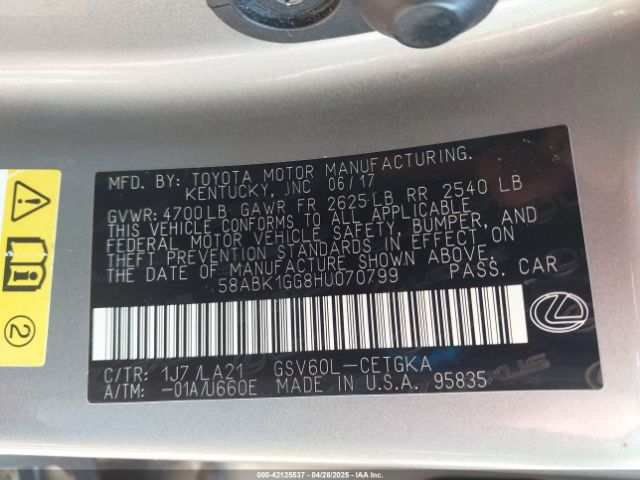 MFD. BY: TOYOTA MOTOR MANUFACTURING.
KENTUCKY, INC 06/17
GVWR: 4700 LB GAWR FR 2625 LB RR 2540 LB
THIS VEHICLE CONFORMS TO ALL APPLICABLE
FEDERAL MOTOR VEHICLE SAFETY, BUMPER, AND
THEFT PREVENTION STANDARDS IN EFFECT ON
THE DATE OF MANUFACTURE SHOWN ABOVE.
58ABK1GG8HU070799 PASS. CAR
C/TR: 1J7/LA21 GSV60L-CETGKA
A/TM: -01A/U660E MADE IN U.S.A. 95835
2
000-42125537 | 04/28/2025 | IAAI.COM